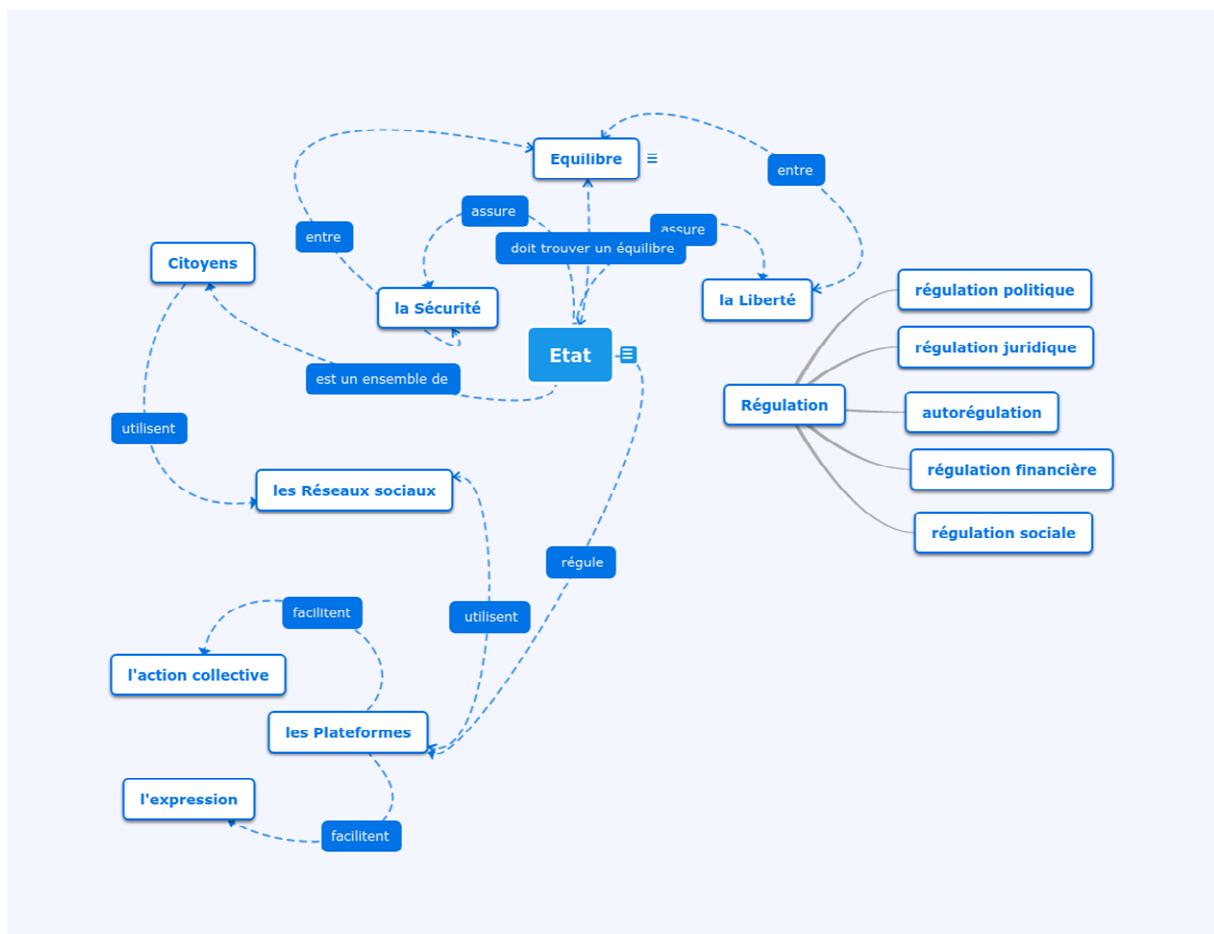 Equilibre
entre
assure
assure
entre
doit trouver un équilibre
Citoyens
la Sécurité
la Liberté
régulation politique
Etat
régulation juridique
est un ensemble de
Régulation
autorégulation
utilisent
régulation financière
les Réseaux sociaux
régulation sociale
régule
facilitent
utilisent
l'action collective
les Plateformes
l'expression
facilitent